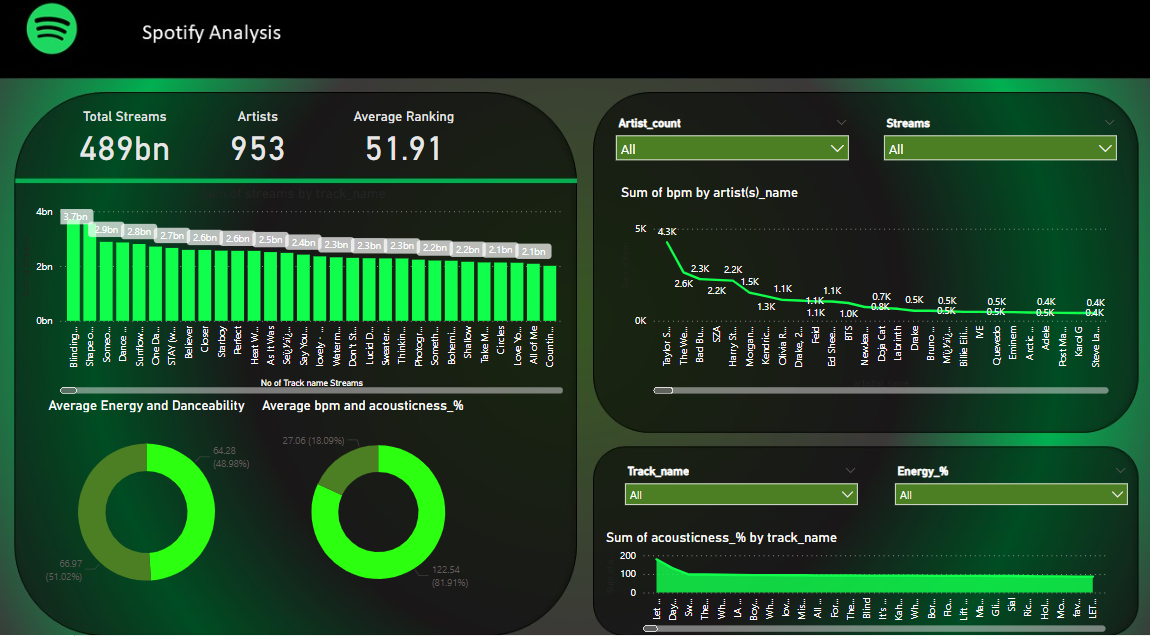 Spotify Analysis
Total Streams
489bn
Artists
953
Average Ranking
51.91
streams by track_name
4bn
2bn
0bn
3.7bn
2.9bn
2.8bn
2.7bn
2.6bn
2.6bn
2.5bn
2.4bn
2.3bn
2.3bn
2.3bn
2.2bn
2.2bn
2.1bn
2.1bn
Blinding...
Shape o...
Someo...
Dance ...
Sunflow...
One Da...
STAY (w...
Believer
Closer
Starboy
Perfect
Heat W...
As It Was
Say You...
lovely - ...
Waterm...
Don't St...
Lucid D...
Sweater...
Thinkin...
Photogr...
Someth...
Bohemi...
Shallow
Take M...
Circles
Love Yo...
All of Me
Countin...
No of Track name Streams
Average Energy and Danceability
64.28
(48.98%)
66.97
(51.02%)
Average bpm and acousticness_%
27.06 (18.09%)
122.54
(81.91%)
Artist_count
All
Streams
All
Sum of bpm by artist(s)_name
5K
0K
4.3K
2.6K
2.3K
2.2K
2.2K
1.5K
1.3K
1.1K
1.1K
1.1K
1.1K
1.0K
0.7K
0.8K
0.5K
0.5K
0.5K
0.5K
0.5K
0.4K
0.5K
0.4K
0.4K
Taylor S...
The We...
Bad Bu...
SZA
Harry St...
Morgan...
Kendric...
Olivia R...
Drake, 2...
Feid
Ed Shee...
BTS
NewJea...
Doja Cat
Labrinth
Drake
Bruno ...
Billie Eili...
IVE
Quevedo
Eminem
Arctic ...
Adele
Post Ma...
Karol G
Steve La...
Track_name
All
Energy_%
All
Sum of acousticness_% by track_name
200
100
0
Let ...
Day...
Sw...
The...
Wh...
LA ...
Boy...
Wh...
lov...
Mis...
All ...
For...
The...
Blind
It's ...
Kah...
Wh...
Bor...
Flo...
Lift ...
Ma...
Gli...
Sial
Ric...
Hol...
Mo...
fav...
LET...